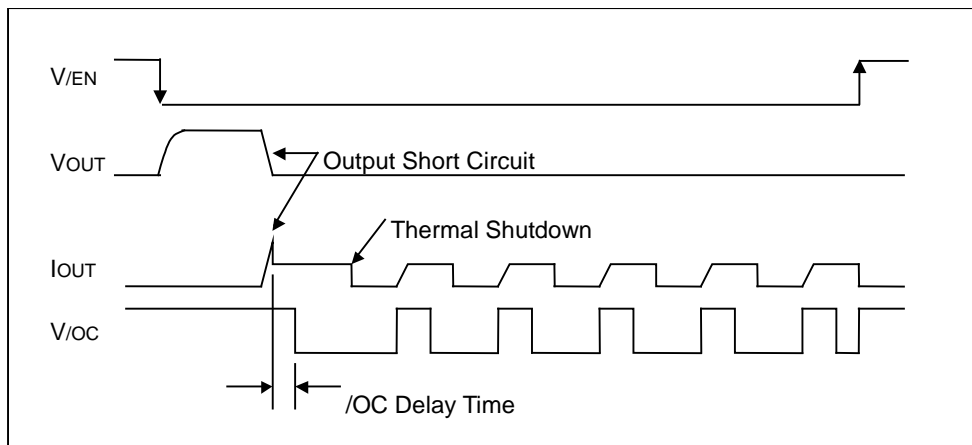 V/EN
VOUT
Output Short Circuit
Thermal Shutdown
IOUT
V/OC
/OC Delay Time